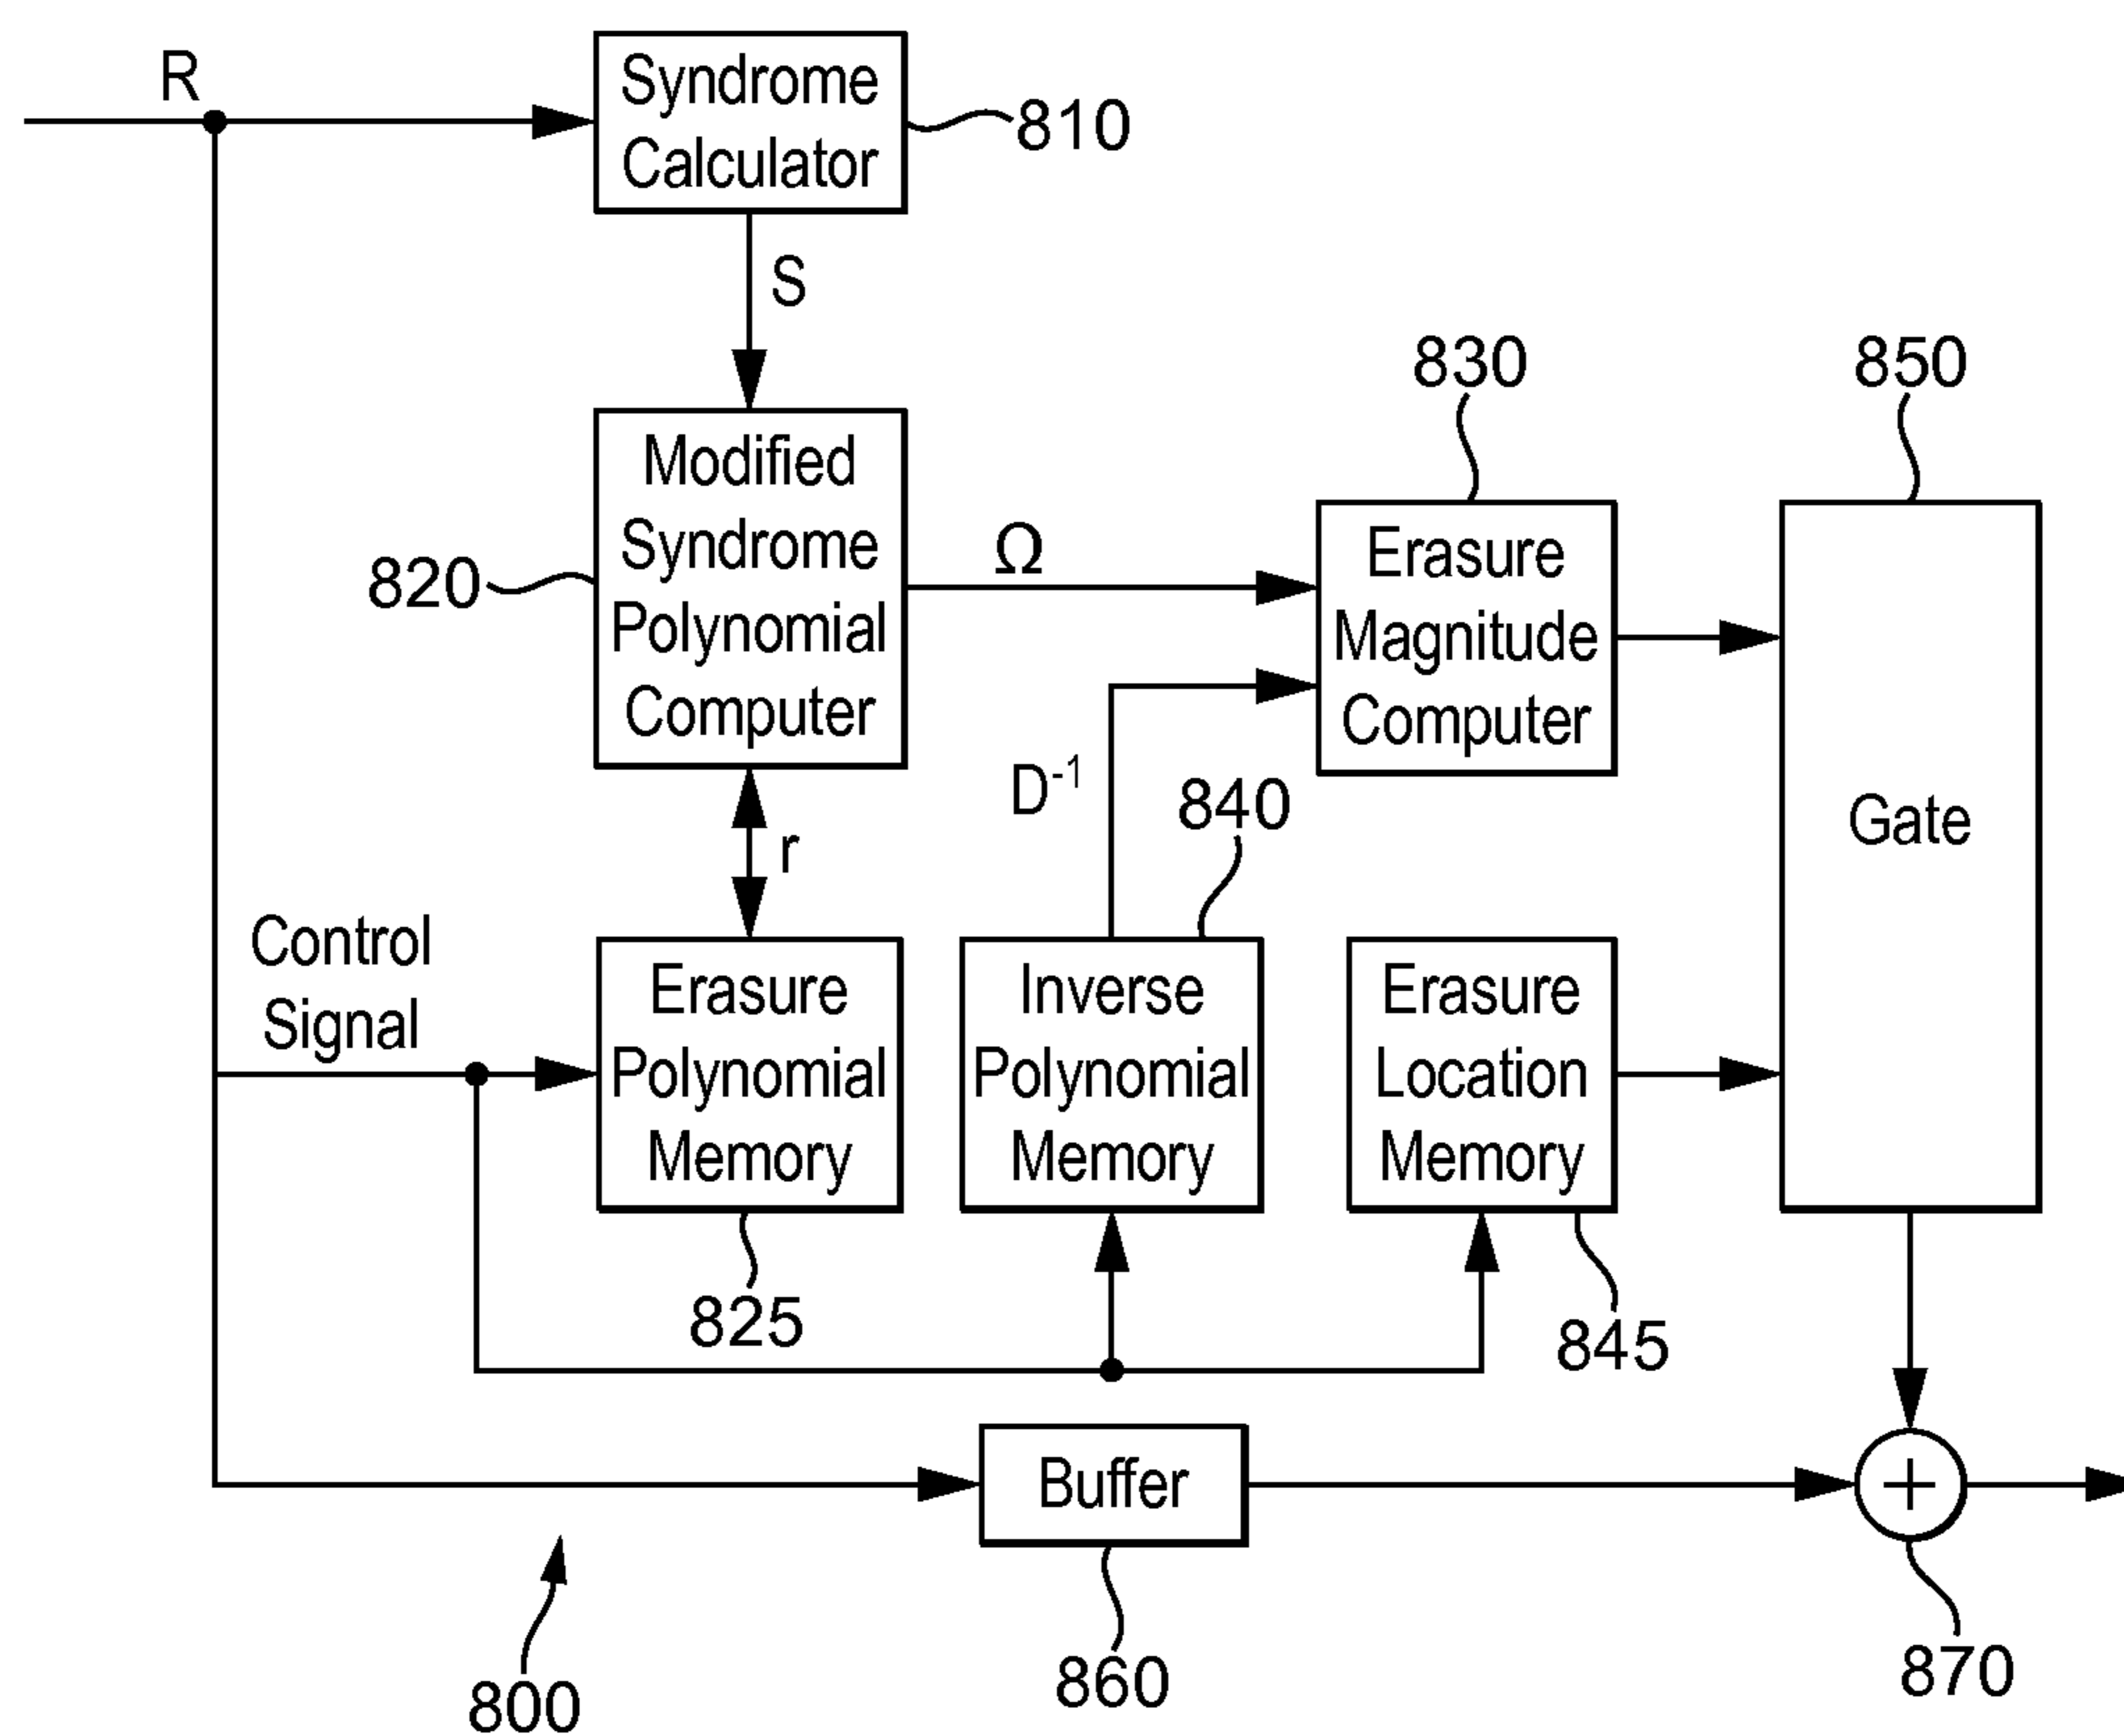 R
Syndrome
Calculator
810
S
Modified
Syndrome
Polynomial
Computer
820
Ω
830
Erasure
Magnitude
Computer
850
Gate
D⁻¹
840
r
Control
Signal
Erasure
Polynomial
Memory
825
Inverse
Polynomial
Memory
Erasure
Location
Memory
845
Buffer
860
+
870
800